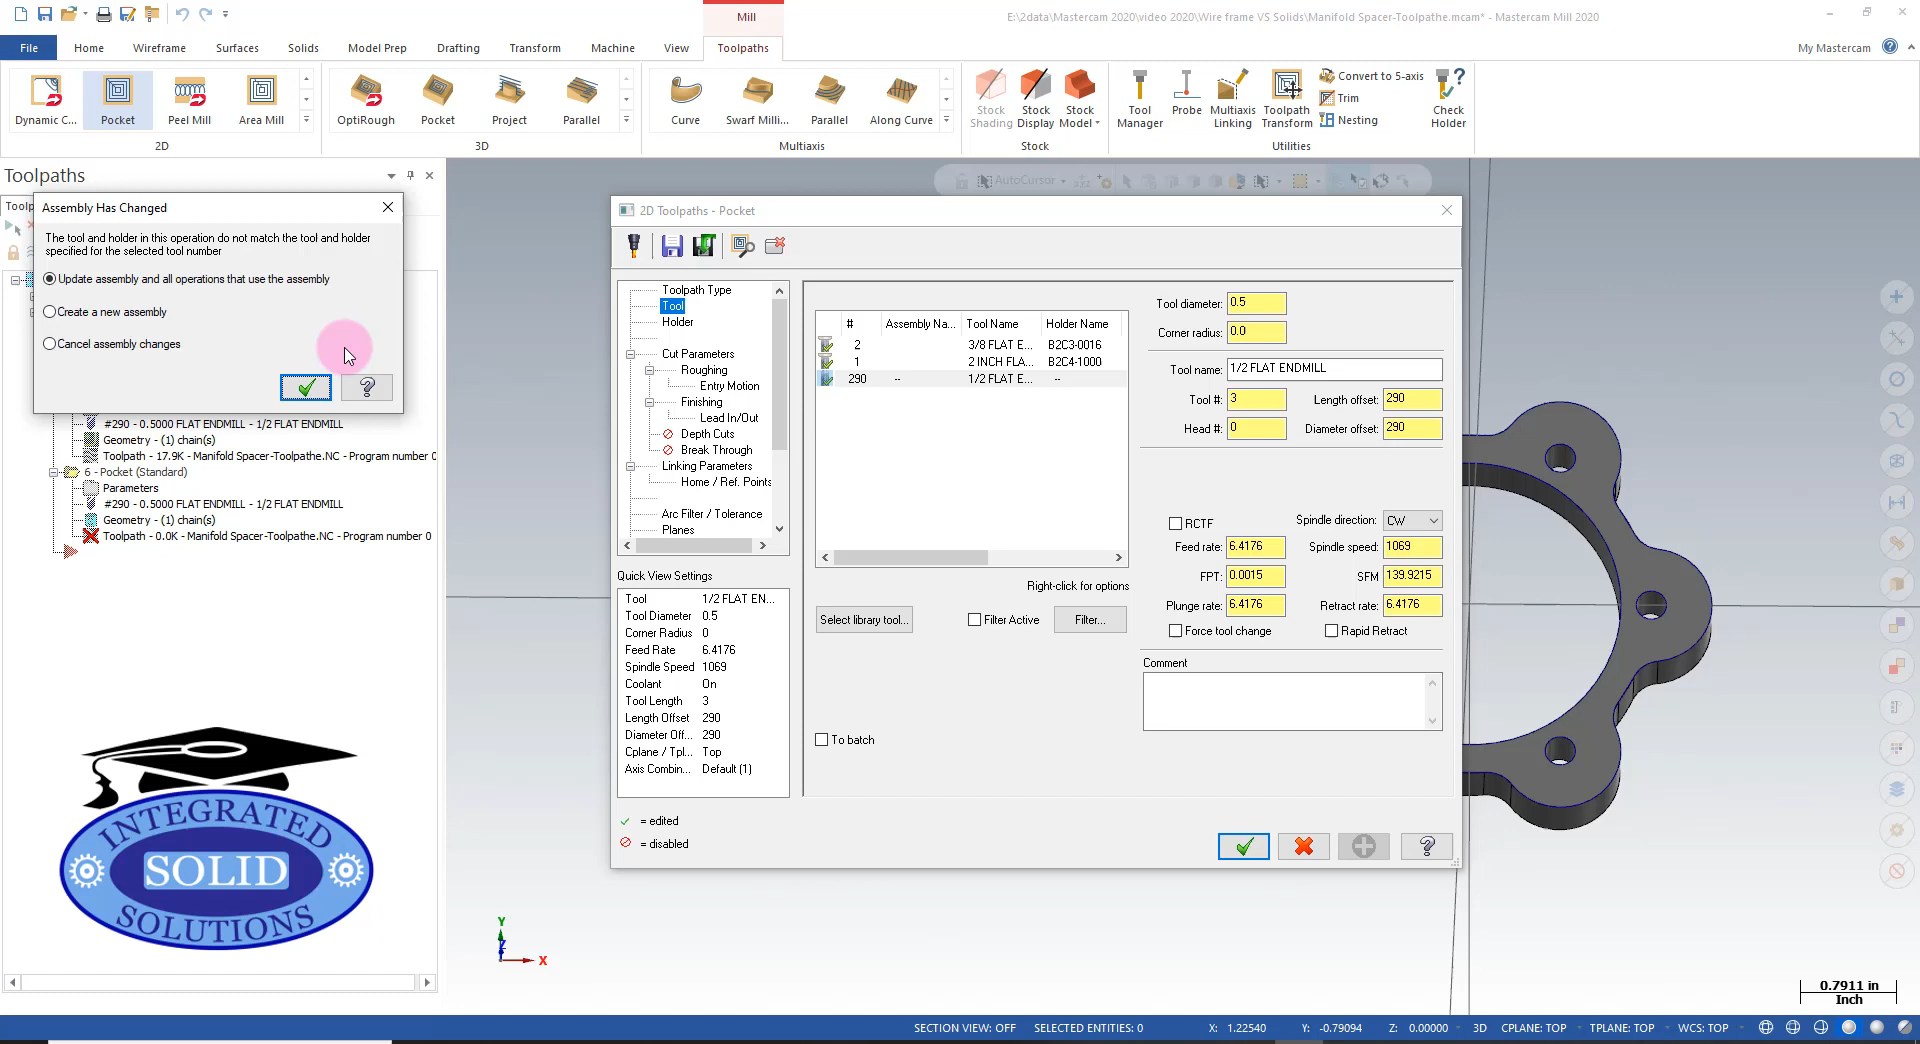 Mill
E:\2data\Mastercam 2020\video 2020\Wire frame VS Solids\Manifold Spacer-Toolpathe.mcam* - Mastercam Mill 2020
File Home Wireframe Surfaces Solids Model Prep Drafting Transform Machine View Toolpaths My Mastercam
Dynamic C... Pocket Peel Mill Area Mill
2D
OptiRough Pocket Project Parallel
3D
Curve Swarf Milli... Parallel Along Curve
Multiaxis
Stock Shading Stock Display Stock Model
Stock
Tool Manager Probe Multiaxis Linking Toolpath Transform
Convert to 5-axis
Trim
Nesting
Check Holder
Utilities
Toolpaths
Toolp
Assembly Has Changed
The tool and holder in this operation do not match the tool and holder
specified for the selected tool number
Update assembly and all operations that use the assembly
Create a new assembly
Cancel assembly changes
#290 - 0.5000 FLAT ENDMILL - 1/2 FLAT ENDMILL
Geometry - (1) chain(s)
Toolpath - 17.9K - Manifold Spacer-Toolpathe.NC - Program number 0
6 - Pocket (Standard)
Parameters
#290 - 0.5000 FLAT ENDMILL - 1/2 FLAT ENDMILL
Geometry - (1) chain(s)
Toolpath - 0.0K - Manifold Spacer-Toolpathe.NC - Program number 0
INTEGRATED
SOLID
SOLUTIONS
AutoCursor
2D Toolpaths - Pocket
Toolpath Type
Tool
Holder
Cut Parameters
Roughing
Entry Motion
Finishing
Lead In/Out
Depth Cuts
Break Through
Linking Parameters
Home / Ref. Points
Arc Filter / Tolerance
Planes
Quick View Settings
Tool 1/2 FLAT EN...
Tool Diameter 0.5
Corner Radius 0
Feed Rate 6.4176
Spindle Speed 1069
Coolant On
Tool Length 3
Length Offset 290
Diameter Off... 290
Cplane / Tpl... Top
Axis Combin... Default (1)
= edited
= disabled
# Assembly Na... Tool Name Holder Name
2 3/8 FLAT E... B2C3-0016
1 2 INCH FLA... B2C4-1000
290 -- 1/2 FLAT E... --
Right-click for options
Select library tool... Filter Active Filter...
To batch
Tool diameter: 0.5
Corner radius: 0.0
Tool name: 1/2 FLAT ENDMILL
Tool #: 3 Length offset: 290
Head #: 0 Diameter offset: 290
RCTF Spindle direction: CW
Feed rate: 6.4176 Spindle speed: 1069
FPT: 0.0015 SFM 139.9215
Plunge rate: 6.4176 Retract rate: 6.4176
Force tool change Rapid Retract
Comment
Y
Z
X
0.7911 in
Inch
SECTION VIEW: OFF SELECTED ENTITIES: 0 X: 1.22540 Y: -0.79094 Z: 0.00000 3D CPLANE: TOP TPLANE: TOP WCS: TOP